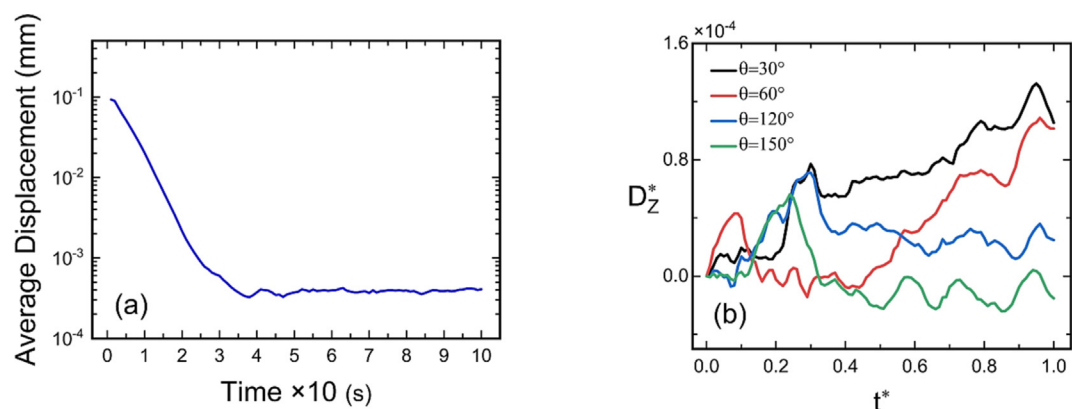 Average Displacement (mm)
10⁻¹
10⁻²
10⁻³
10⁻⁴
(a)
0 1 2 3 4 5 6 7 8 9 10
Time ×10 (s)
×10⁻⁴
1.6
0.8
0.0
D*Z
θ=30°
θ=60°
θ=120°
θ=150°
(b)
0.0 0.2 0.4 0.6 0.8 1.0
t*